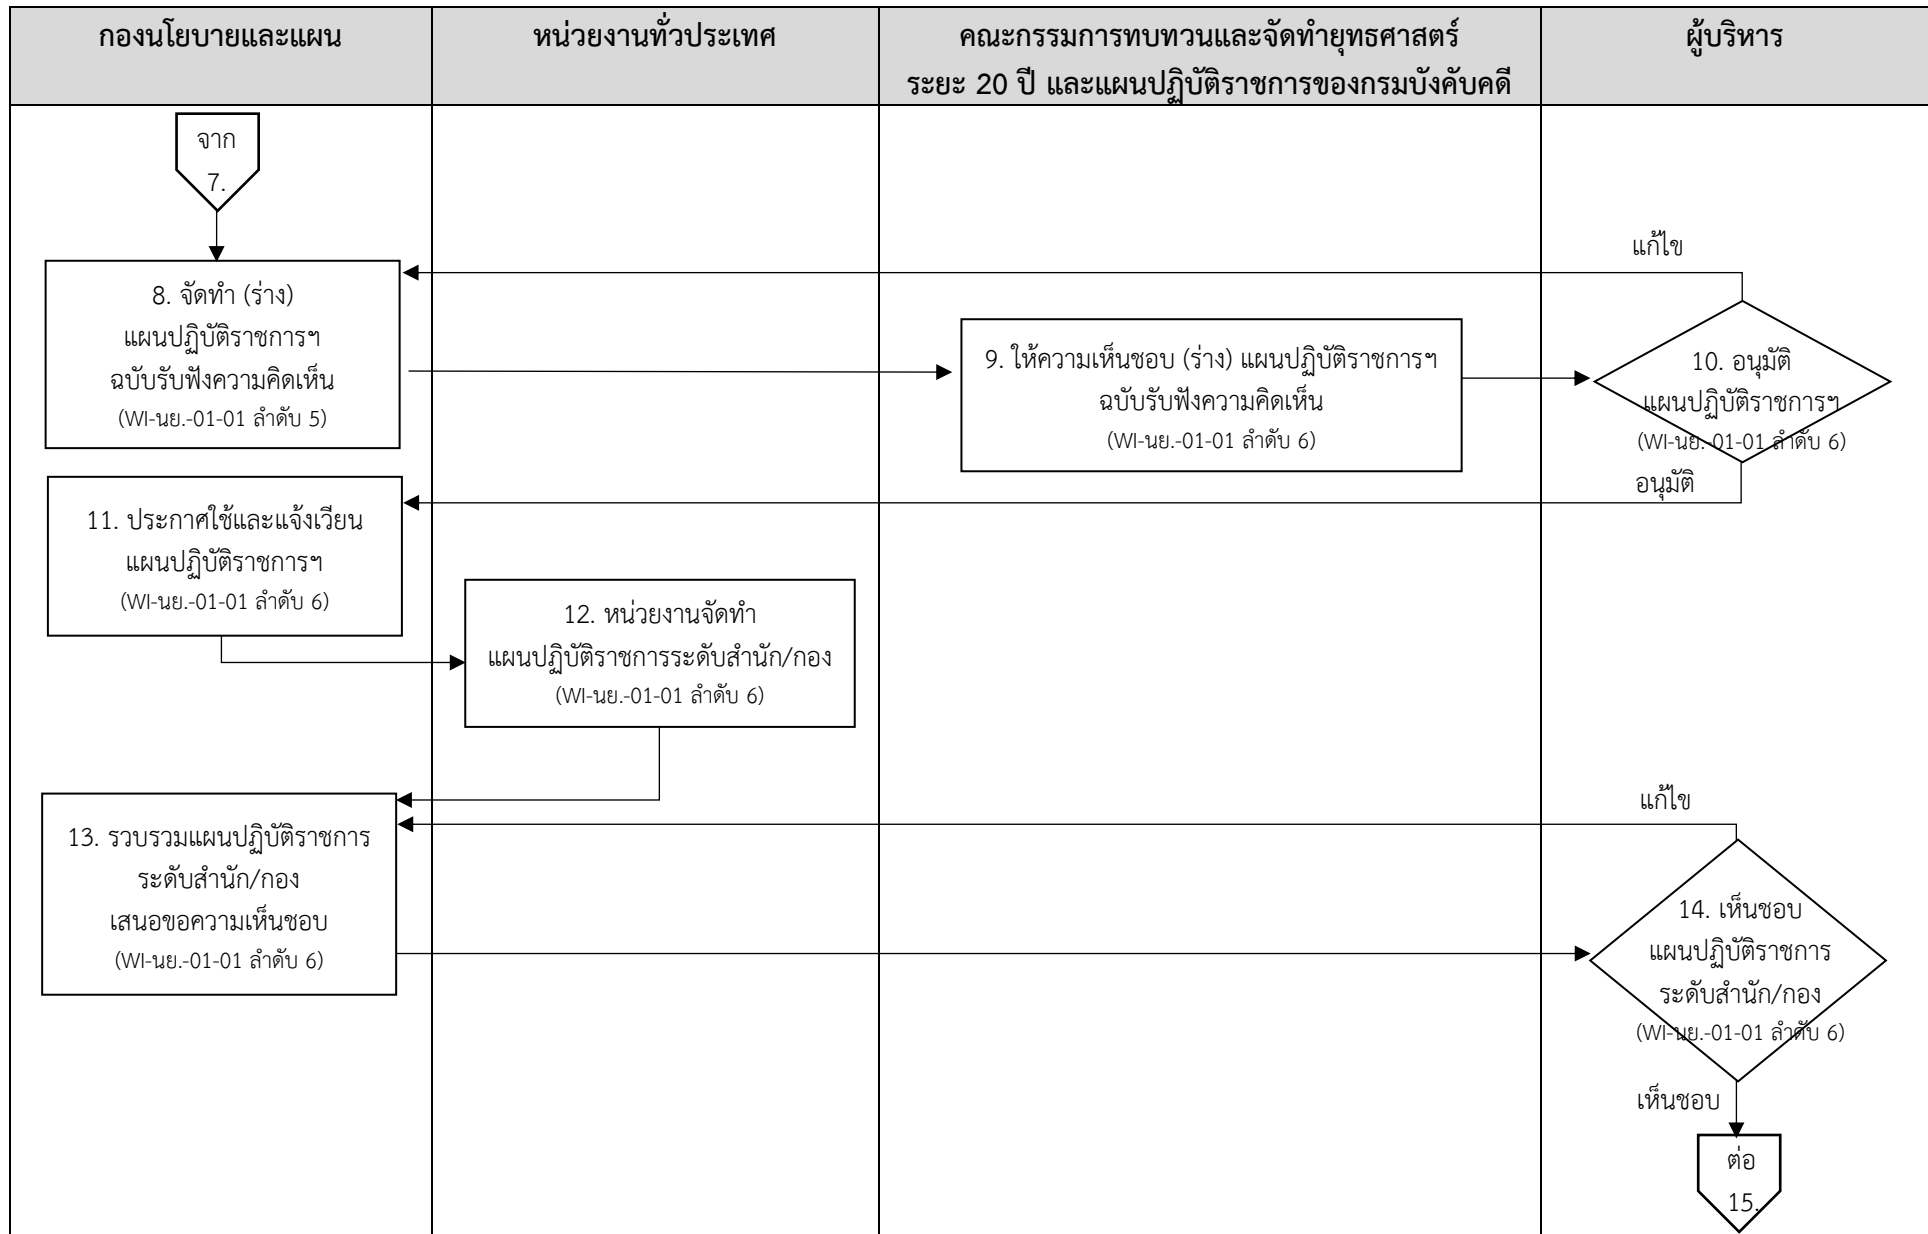 กองนโยบายและแผน
หน่วยงานทั่วประเทศ
คณะกรรมการทบทวนและจัดทำยุทธศาสตร์
ระยะ 20 ปี และแผนปฏิบัติราชการของกรมบังคับคดี
ผู้บริหาร
จาก
7.
แก้ไข
8. จัดทำ (ร่าง)
แผนปฏิบัติราชการฯ
ฉบับรับฟังความคิดเห็น
(WI-นย.-01-01 ลำดับ 5)
9. ให้ความเห็นชอบ (ร่าง) แผนปฏิบัติราชการฯ
ฉบับรับฟังความคิดเห็น
(WI-นย.-01-01 ลำดับ 6)
10. อนุมัติ
แผนปฏิบัติราชการฯ
(WI-นย.-01-01 ลำดับ 6)
อนุมัติ
11. ประกาศใช้และแจ้งเวียน
แผนปฏิบัติราชการฯ
(WI-นย.-01-01 ลำดับ 6)
12. หน่วยงานจัดทำ
แผนปฏิบัติราชการระดับสำนัก/กอง
(WI-นย.-01-01 ลำดับ 6)
แก้ไข
13. รวบรวมแผนปฏิบัติราชการ
ระดับสำนัก/กอง
เสนอขอความเห็นชอบ
(WI-นย.-01-01 ลำดับ 6)
14. เห็นชอบ
แผนปฏิบัติราชการ
ระดับสำนัก/กอง
(WI-นย.-01-01 ลำดับ 6)
เห็นชอบ
ต่อ
15.